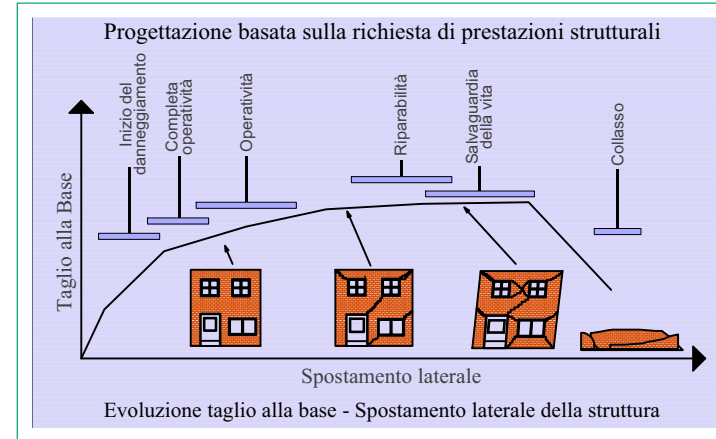 Progettazione basata sulla richiesta di prestazioni strutturali
Inizio del
danneggiamento
Completa
operatività
Operatività
Riparabilità
Salvaguardia
della vita
Collasso
Taglio alla Base
Spostamento laterale
Evoluzione taglio alla base - Spostamento laterale della struttura